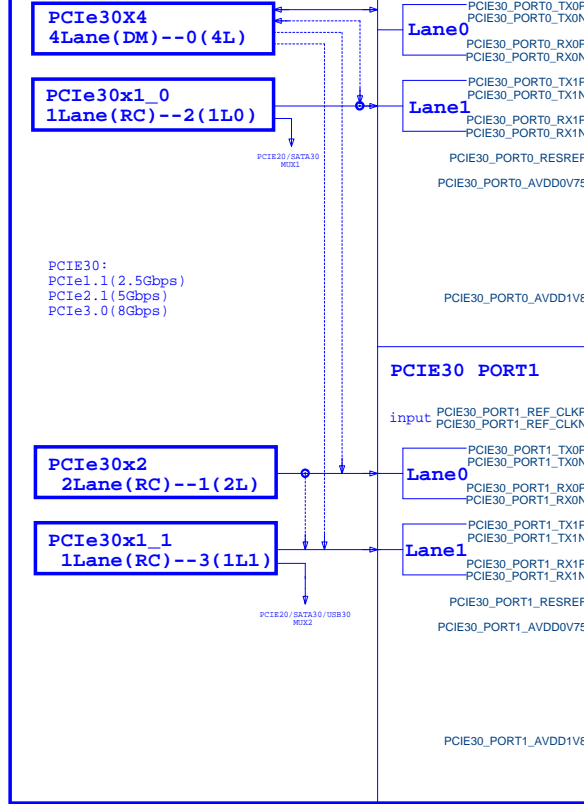 PCIe30X4
4Lane(DM)--0(4L)
PCIe30x1_0
1Lane(RC)--2(1L0)
PCIE20/SATA30
MUX1
PCIE30:
PCIe1.1(2.5Gbps)
PCIe2.1(5Gbps)
PCIe3.0(8Gbps)
PCIe30x2
2Lane(RC)--1(2L)
PCIe30x1_1
1Lane(RC)--3(1L1)
PCIE20/SATA30/USB30
MUX2
Lane0
PCIE30_PORT0_TX0P
PCIE30_PORT0_TX0N
PCIE30_PORT0_RX0P
PCIE30_PORT0_RX0N
Lane1
PCIE30_PORT0_TX1P
PCIE30_PORT0_TX1N
PCIE30_PORT0_RX1P
PCIE30_PORT0_RX1N
PCIE30_PORT0_RESREF
PCIE30_PORT0_AVDD0V75
PCIE30_PORT0_AVDD1V8
PCIE30 PORT1
input
PCIE30_PORT1_REF_CLKP
PCIE30_PORT1_REF_CLKN
Lane0
PCIE30_PORT1_TX0P
PCIE30_PORT1_TX0N
PCIE30_PORT1_RX0P
PCIE30_PORT1_RX0N
Lane1
PCIE30_PORT1_TX1P
PCIE30_PORT1_TX1N
PCIE30_PORT1_RX1P
PCIE30_PORT1_RX1N
PCIE30_PORT1_RESREF
PCIE30_PORT1_AVDD0V75
PCIE30_PORT1_AVDD1V8